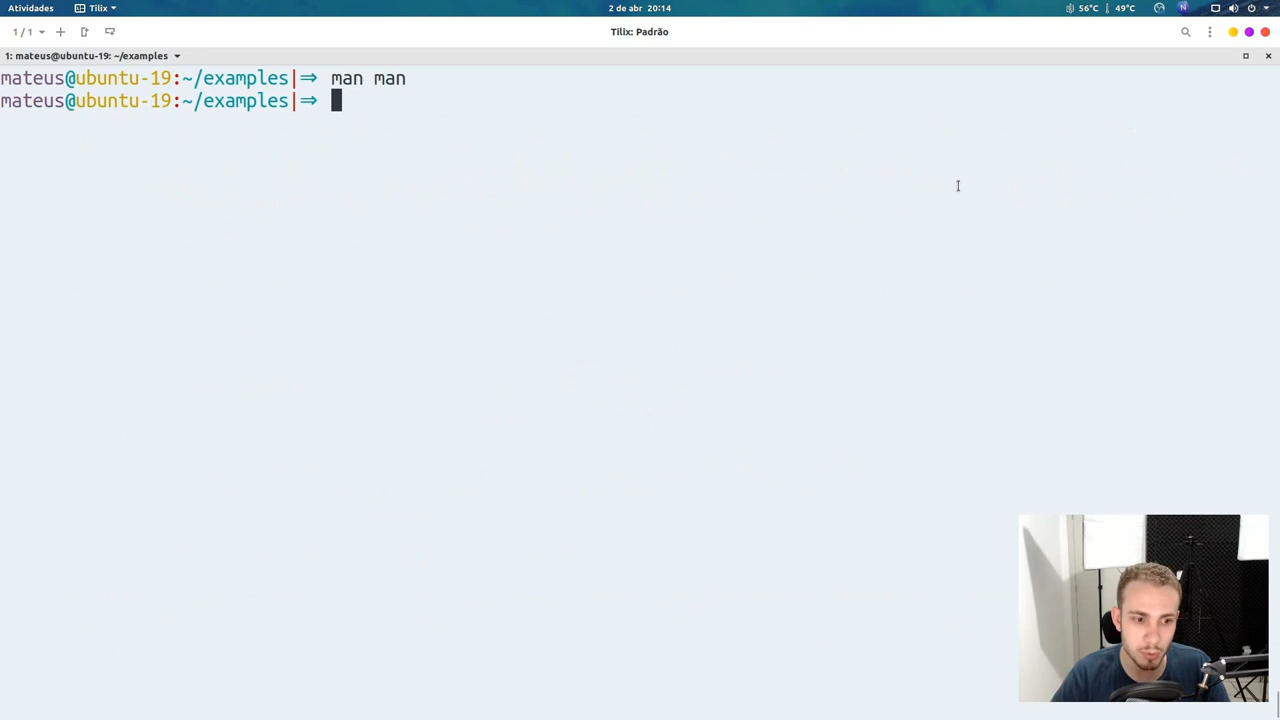 Atividades Tilix 2 de abr 20:14 56°C 49°C N
1 / 1 Tilix: Padrão
1: mateus@ubuntu-19: ~/examples
mateus@ubuntu-19:~/examples|⇒ man man
mateus@ubuntu-19:~/examples|⇒